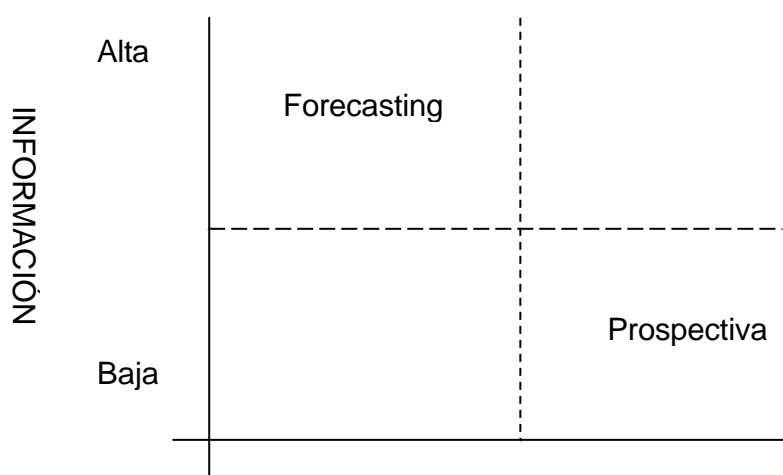 Alta
Forecasting
INFORMACIÓN
Prospectiva
Baja